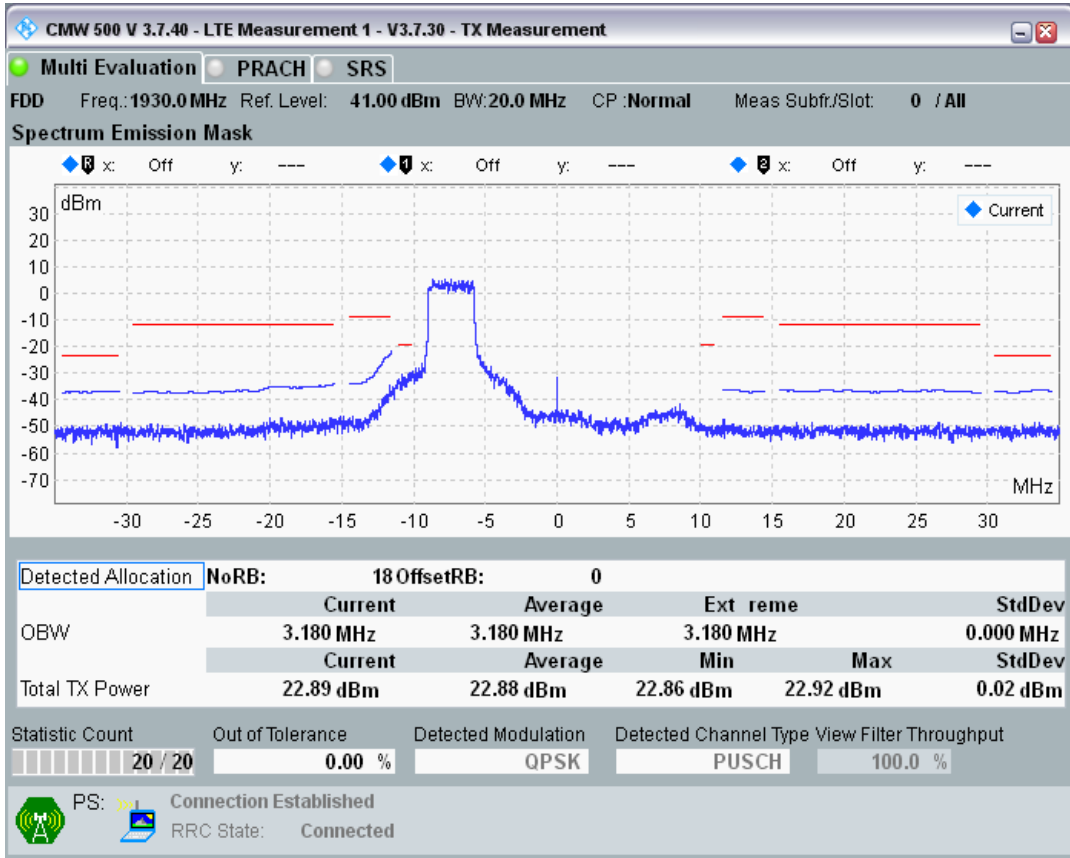 CMW 500 V 3.7.40 - LTE Measurement 1 - V3.7.30 - TX Measurement
Multi Evaluation PRACH SRS
FDD Freq.: 1930.0 MHz Ref. Level: 41.00 dBm BW: 20.0 MHz CP : Normal Meas Subfr./Slot: 0 / All
Spectrum Emission Mask
R x: Off y: --- 1 x: Off y: --- 2 x: Off y: ---
dBm
Current
30
20
10
0
-10
-20
-30
-40
-50
-60
-70
MHz
-30 -25 -20 -15 -10 -5 0 5 10 15 20 25 30
Detected Allocation NoRB: 18 OffsetRB: 0
Current Average Ext reme StdDev
OBW 3.180 MHz 3.180 MHz 3.180 MHz 0.000 MHz
Current Average Min Max StdDev
Total TX Power 22.89 dBm 22.88 dBm 22.86 dBm 22.92 dBm 0.02 dBm
Statistic Count Out of Tolerance Detected Modulation Detected Channel Type View Filter Throughput
20 / 20 0.00 % QPSK PUSCH 100.0 %
PS: Connection Established
RRC State: Connected